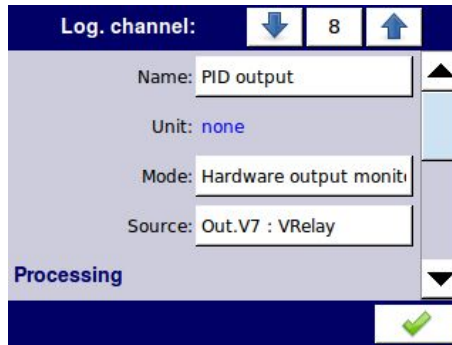 Log. channel: 8
Name: PID output
Unit: none
Mode: Hardware output monit
Source: Out.V7 : VRelay
Processing